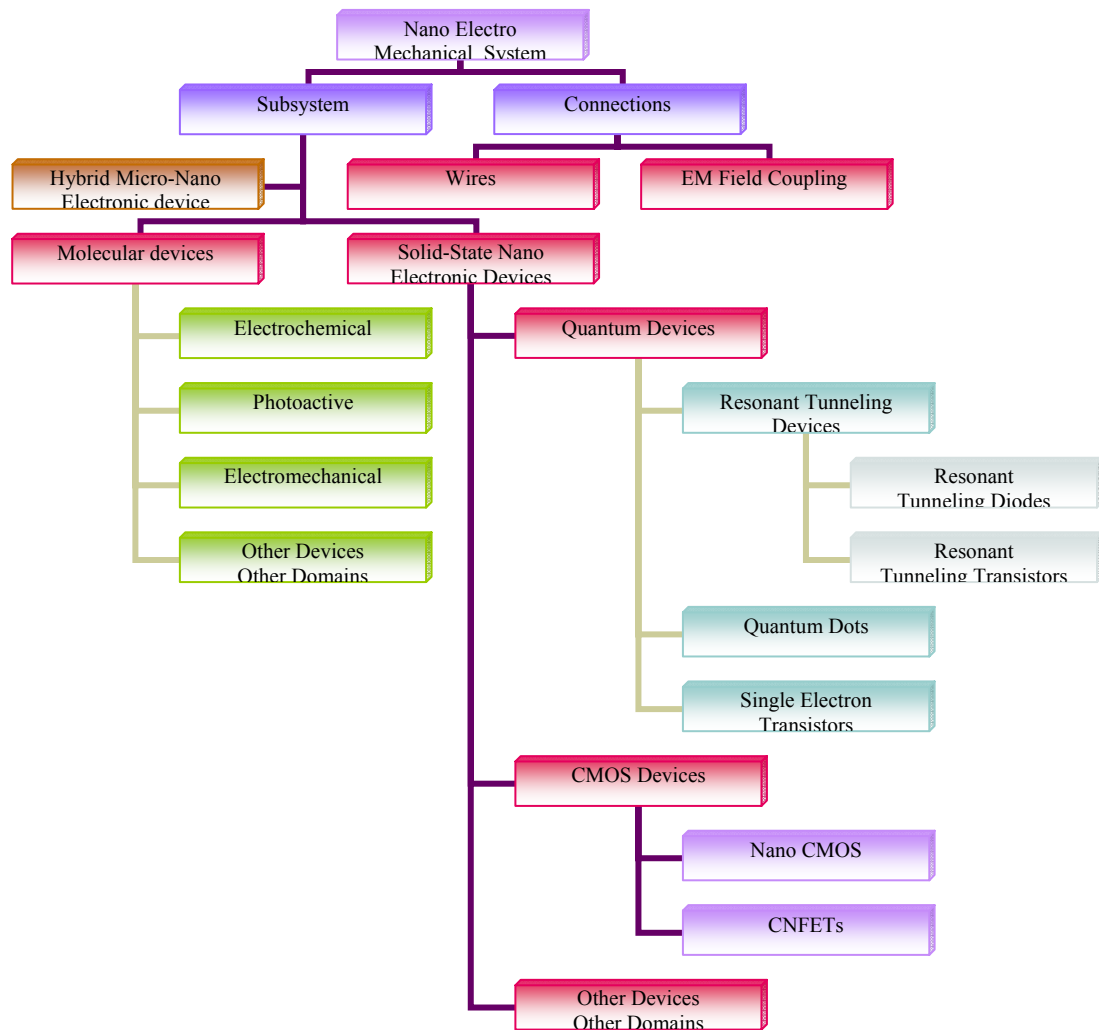 Nano Electro
Mechanical System
Subsystem
Connections
Hybrid Micro-Nano
Electronic device
Wires
EM Field Coupling
Molecular devices
Solid-State Nano
Electronic Devices
Electrochemical
Photoactive
Electromechanical
Other Devices
Other Domains
Quantum Devices
Resonant Tunneling
Devices
Resonant
Tunneling Diodes
Resonant
Tunneling Transistors
Quantum Dots
Single Electron
Transistors
CMOS Devices
Nano CMOS
CNFETs
Other Devices
Other Domains